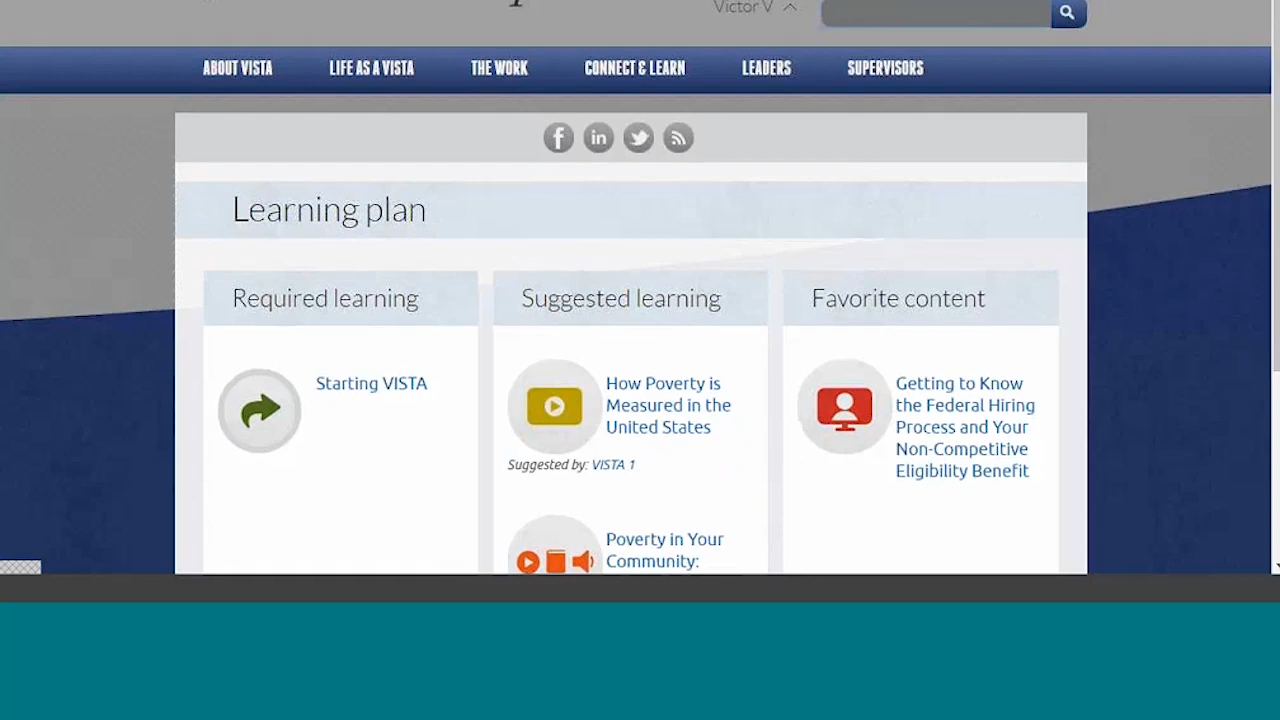 Victor V
ABOUT VISTA LIFE AS A VISTA THE WORK CONNECT & LEARN LEADERS SUPERVISORS
Learning plan
Required learning
Starting VISTA
Suggested learning
How Poverty is
Measured in the
United States
Suggested by: VISTA 1
Poverty in Your
Community:
Favorite content
Getting to Know
the Federal Hiring
Process and Your
Non-Competitive
Eligibility Benefit